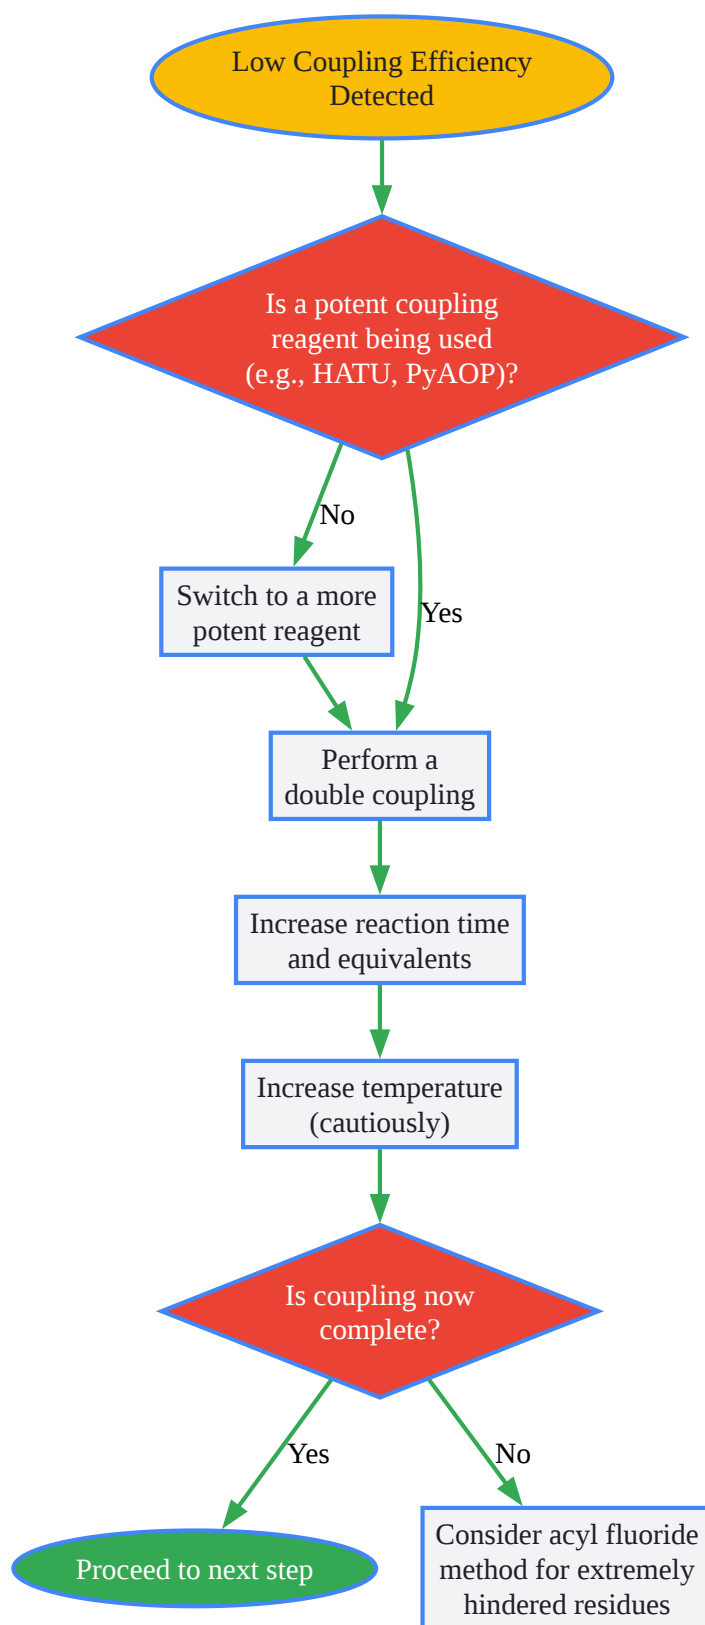 Low Coupling Efficiency
Detected
Is a potent coupling
reagent being used
(e.g., HATU, PyAOP)?
No
Switch to a more
potent reagent
Yes
Perform a
double coupling
Increase reaction time
and equivalents
Increase temperature
(cautiously)
Is coupling now
complete?
Yes
No
Proceed to next step
Consider acyl fluoride
method for extremely
hindered residues